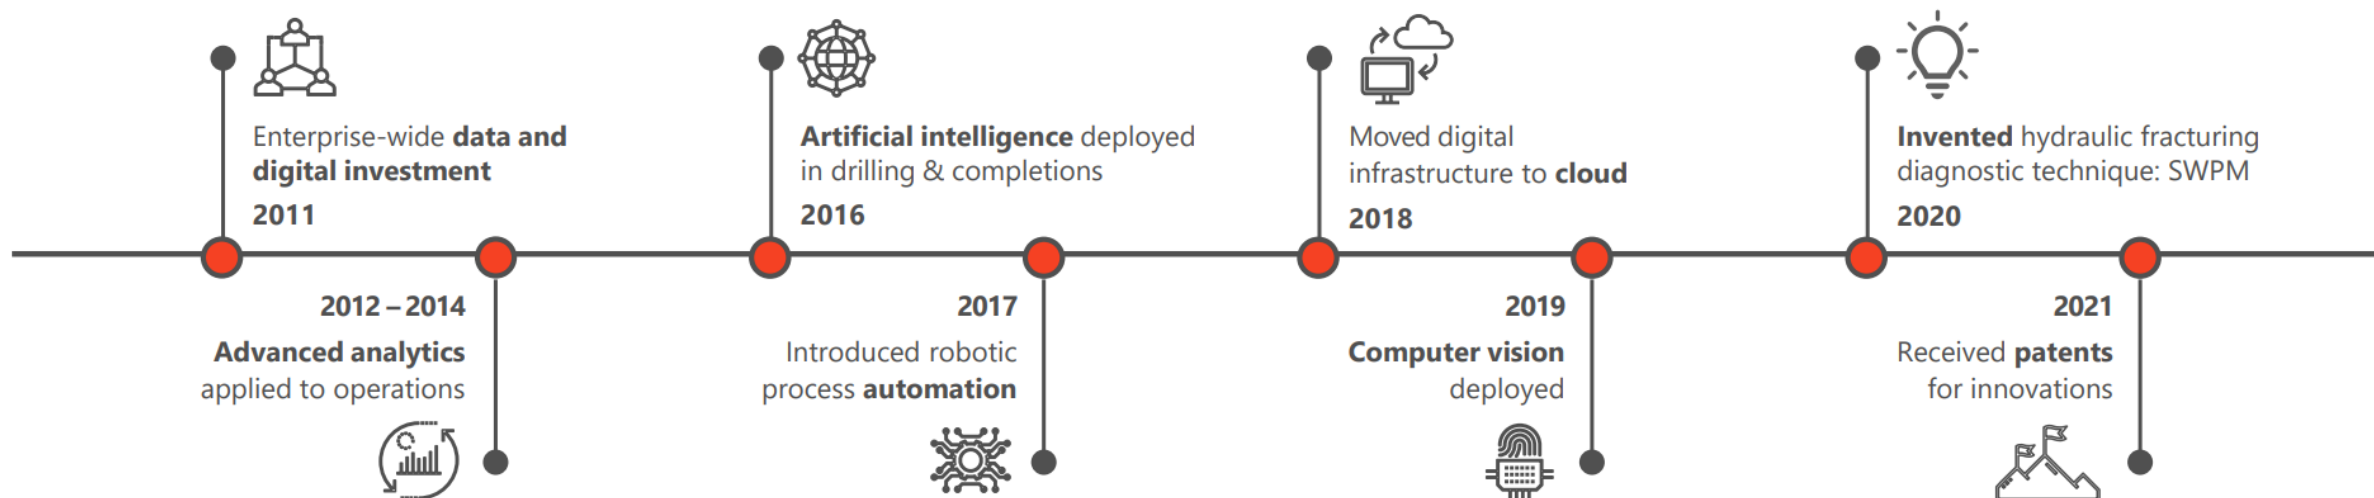 Enterprise-wide data and
digital investment
2011
2012 – 2014
Advanced analytics
applied to operations
Artificial intelligence deployed
in drilling & completions
2016
2017
Introduced robotic
process automation
Moved digital
infrastructure to cloud
2018
2019
Computer vision
deployed
Invented hydraulic fracturing
diagnostic technique: SWPM
2020
2021
Received patents
for innovations